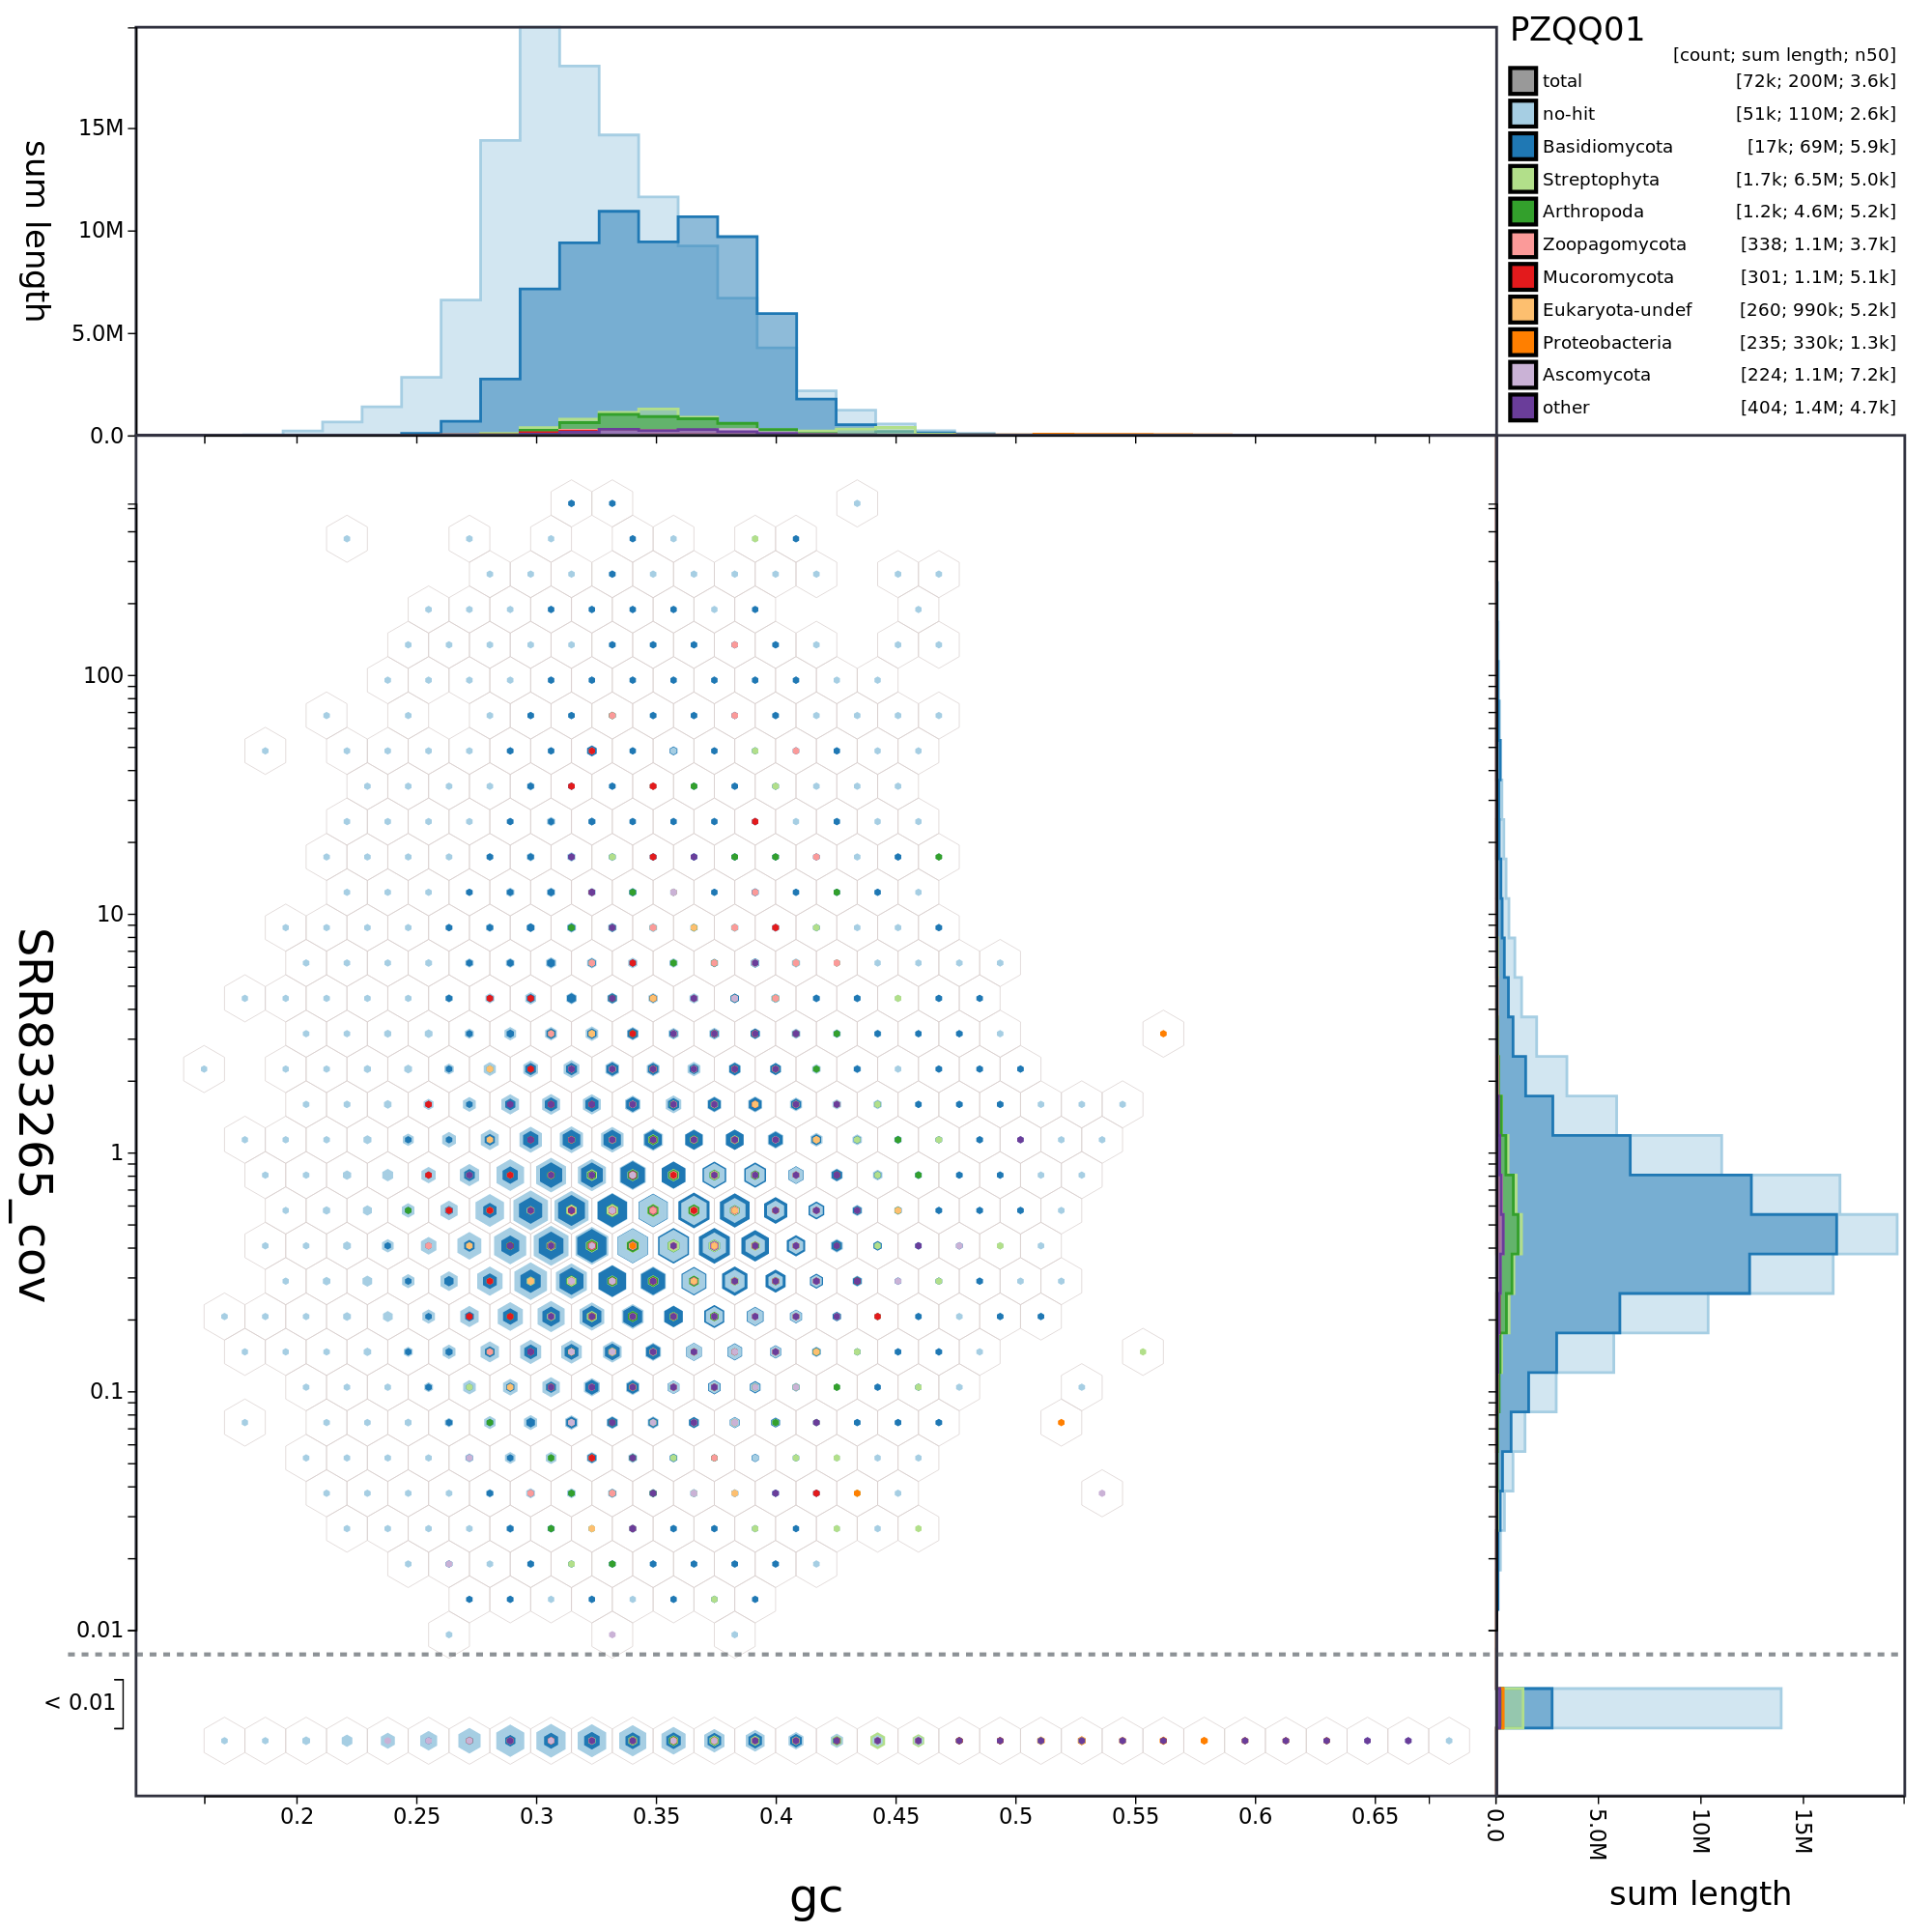 PZQQ01
[count; sum length; n50]
total [72k; 200M; 3.6k]
no-hit [51k; 110M; 2.6k]
Basidiomycota [17k; 69M; 5.9k]
Streptophyta [1.7k; 6.5M; 5.0k]
Arthropoda [1.2k; 4.6M; 5.2k]
Zoopagomycota [338; 1.1M; 3.7k]
Mucoromycota [301; 1.1M; 5.1k]
Eukaryota-undef [260; 990k; 5.2k]
Proteobacteria [235; 330k; 1.3k]
Ascomycota [224; 1.1M; 7.2k]
other [404; 1.4M; 4.7k]
sum length
15M
10M
5.0M
0.0
SRR833265_cov
100
10
1
0.1
0.01
< 0.01
0.2 0.25 0.3 0.35 0.4 0.45 0.5 0.55 0.6 0.65
gc
0.0 5.0M 10M 15M
sum length